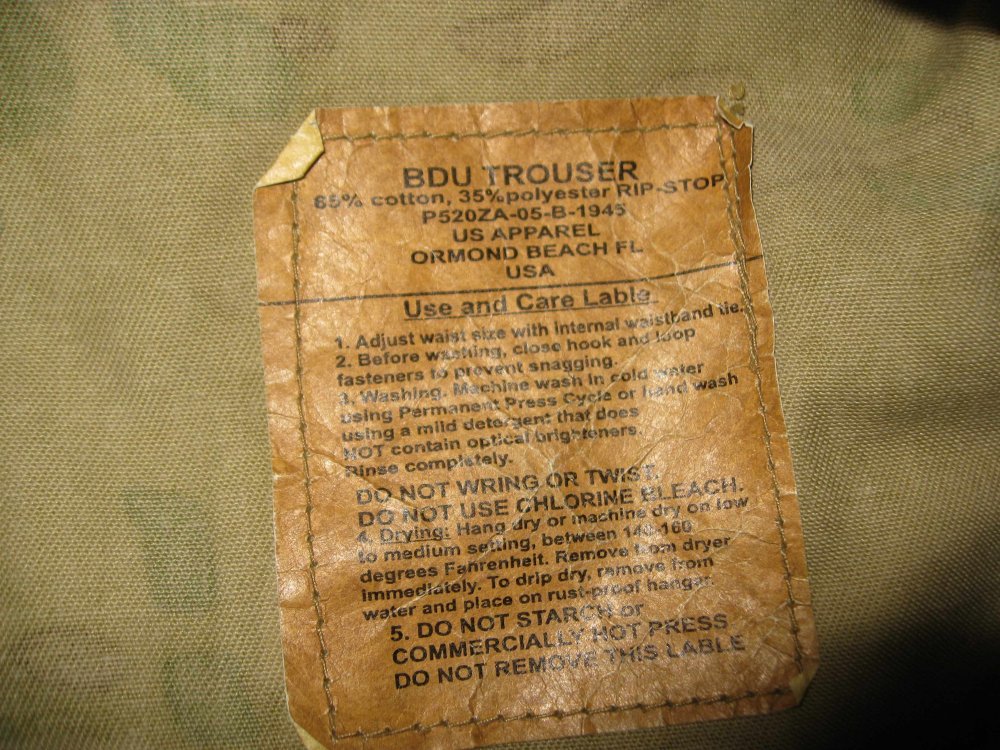 BDU TROUSER
65% cotton, 35%polyester RIP-STOP
P520ZA-05-B-1945
US APPAREL
ORMOND BEACH FL
USA
Use and Care Lable
1. Adjust waist size with internal waistband tie.
2. Before washing, close hook and loop
fasteners to prevent snagging.
3. Washing. Machine wash in cold water
using Permanent Press Cycle or hand wash
using a mild detergent that does
NOT contain optical brighteners.
Rinse completely.
DO NOT WRING OR TWIST.
DO NOT USE CHLORINE BLEACH.
4. Drying: Hang dry or machine dry on low
to medium setting, between 140-160
degrees Fahrenheit. Remove from dryer
immediately. To drip dry, remove from
water and place on rust-proof hangar.
5. DO NOT STARCH or
COMMERCIALLY HOT PRESS
DO NOT REMOVE THIS LABLE